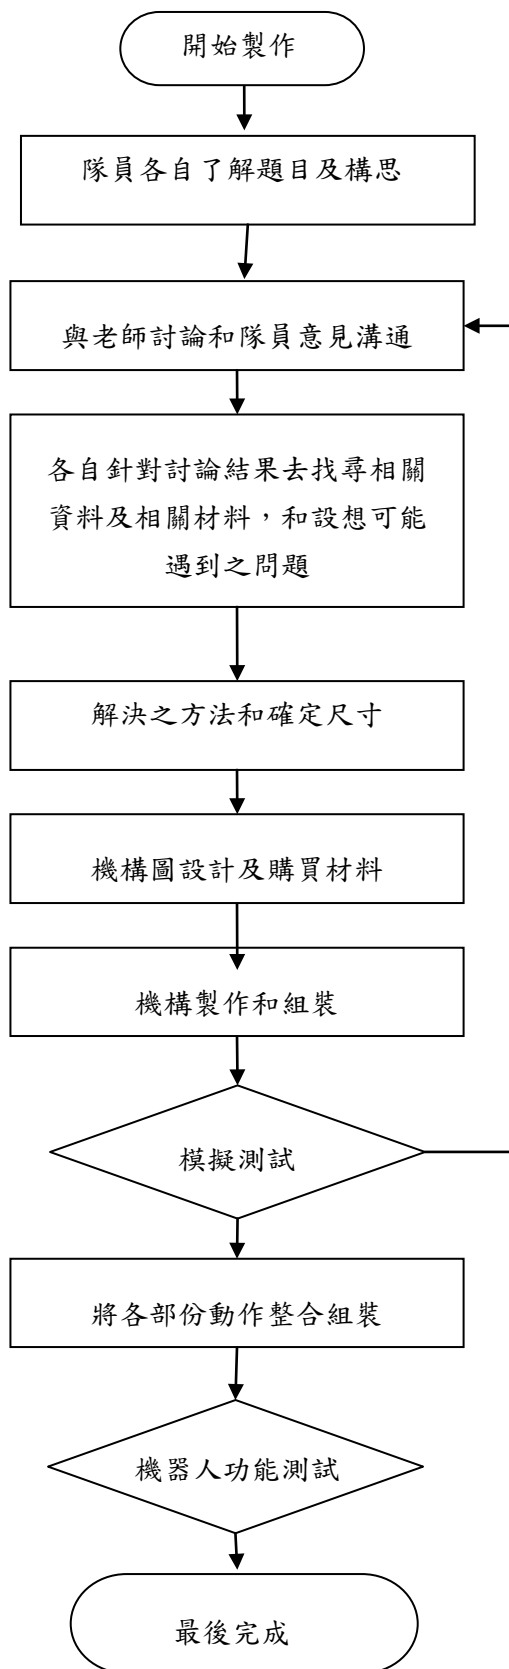 開始製作
隊員各自了解題目及構思
與老師討論和隊員意見溝通
各自針對討論結果去找尋相關
資料及相關材料，和設想可能
遇到之問題
解決之方法和確定尺寸
機構圖設計及購買材料
機構製作和組裝
模擬測試
將各部份動作整合組裝
機器人功能測試
最後完成